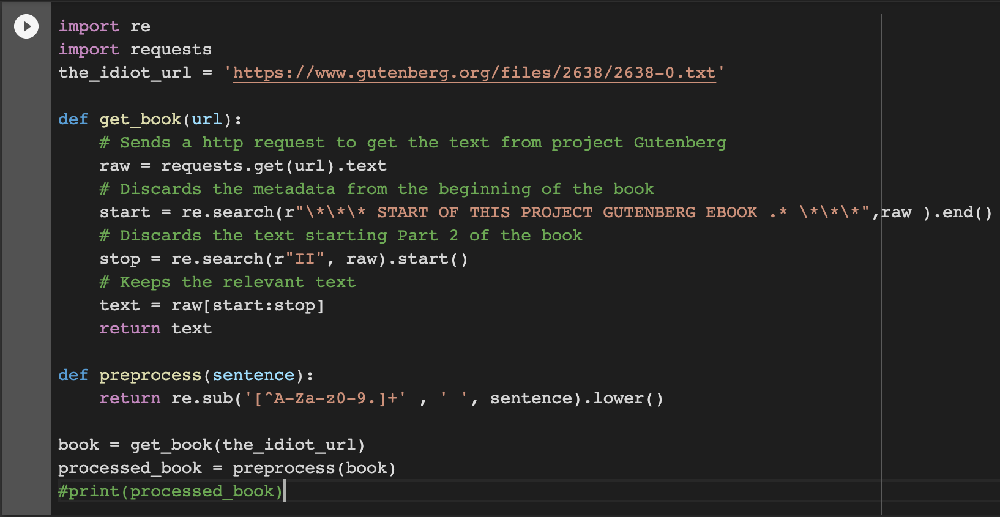 import re
import requests
the_idiot_url = 'https://www.gutenberg.org/files/2638/2638-0.txt'

def get_book(url):
    # Sends a http request to get the text from project Gutenberg
    raw = requests.get(url).text
    # Discards the metadata from the beginning of the book
    start = re.search(r"\*\*\* START OF THIS PROJECT GUTENBERG EBOOK .* \*\*\*",raw ).end()
    # Discards the text starting Part 2 of the book
    stop = re.search(r"II", raw).start()
    # Keeps the relevant text
    text = raw[start:stop]
    return text

def preprocess(sentence):
    return re.sub('[^A-Za-z0-9.]+' , ' ', sentence).lower()

book = get_book(the_idiot_url)
processed_book = preprocess(book)
#print(processed_book)